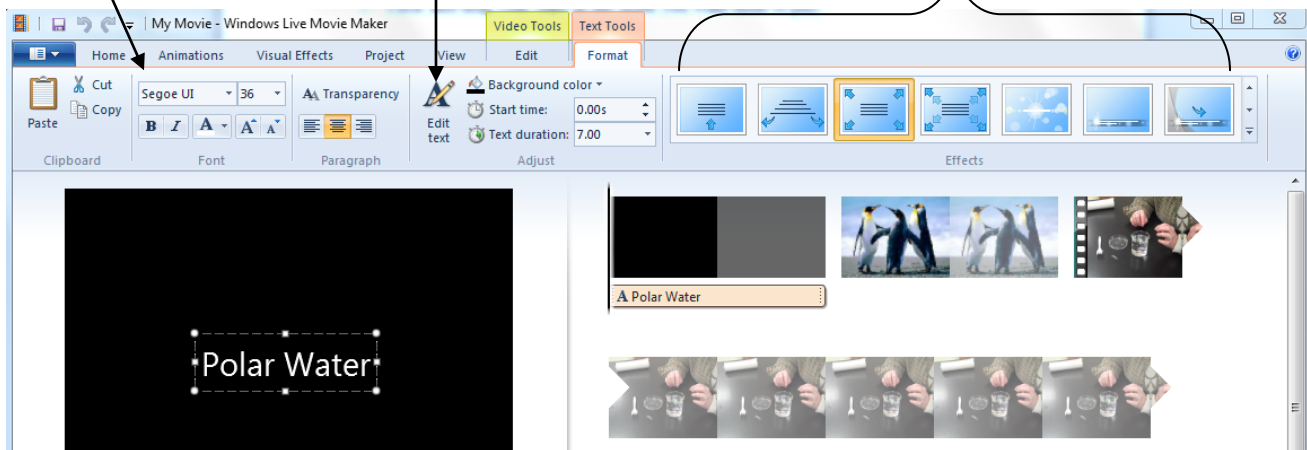 My Movie - Windows Live Movie Maker
Video Tools
Text Tools
Home Animations Visual Effects Project View Edit Format
Paste
Cut
Copy
Clipboard
Segoe UI 36
B I A A A
Font
Transparency
Paragraph
Edit text
Background color
Start time: 0.00s
Text duration: 7.00
Adjust
Effects
A Polar Water
Polar Water